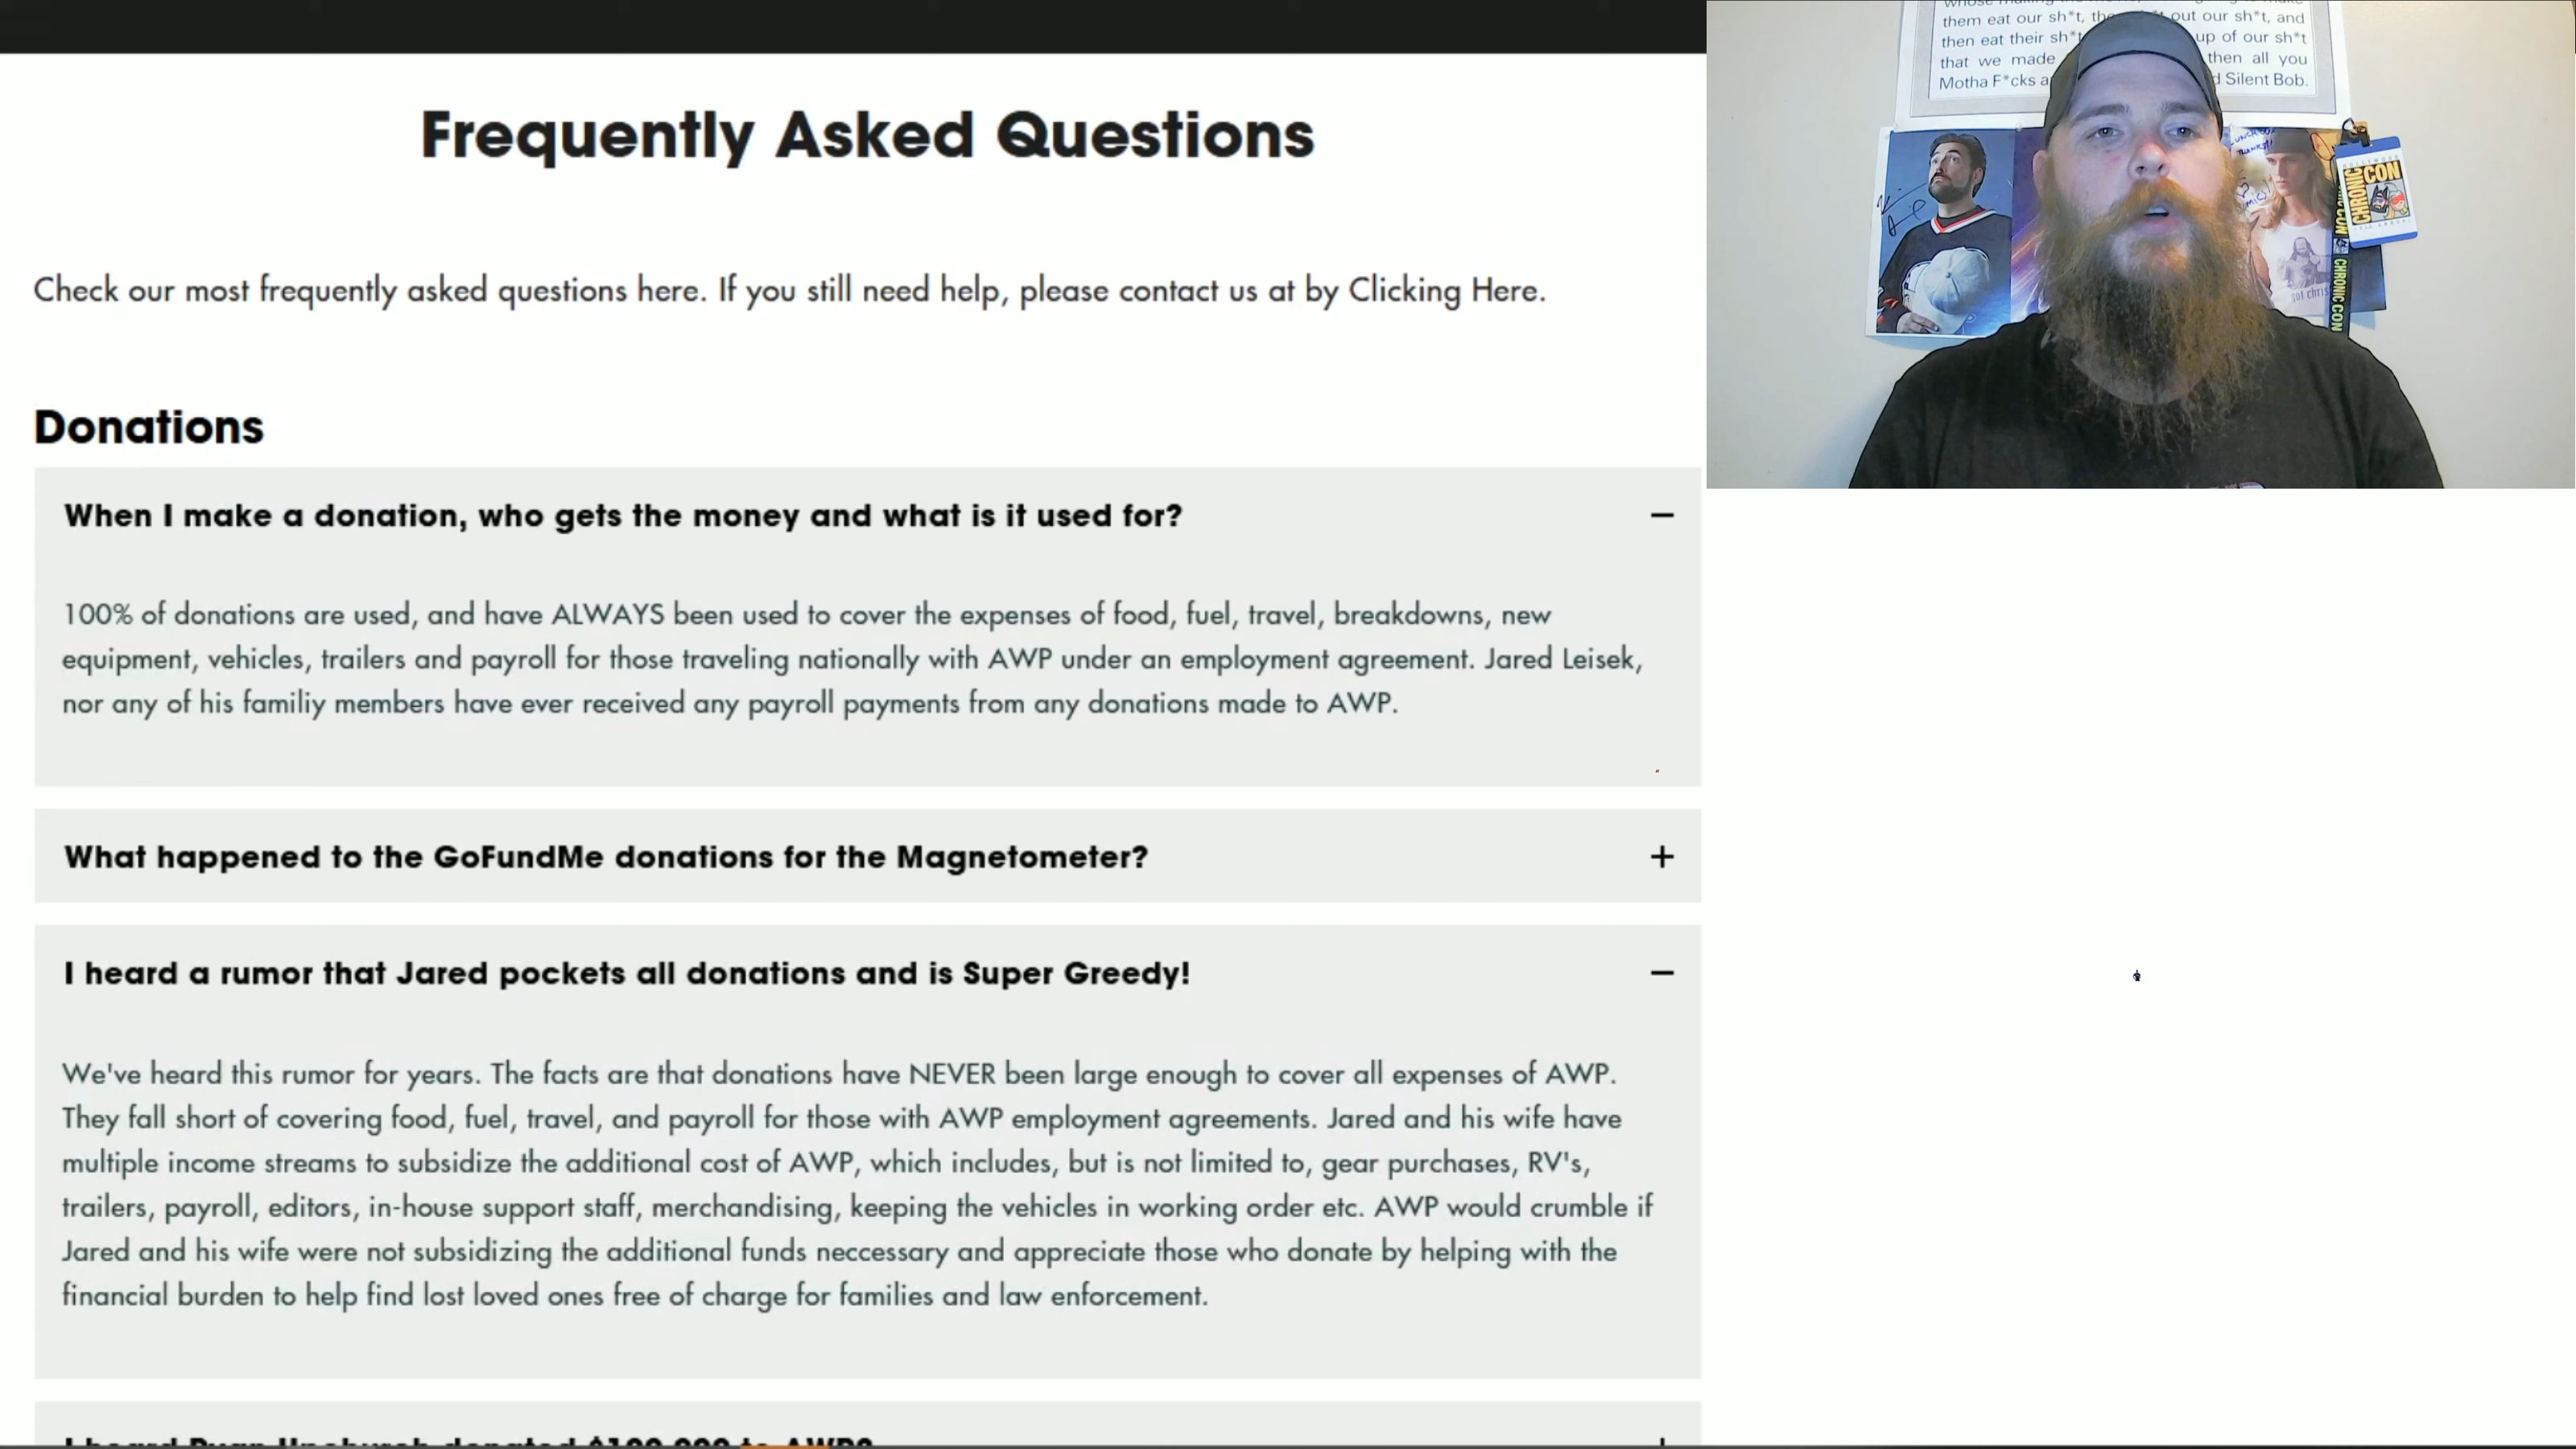 Frequently Asked Questions
Check our most frequently asked questions here. If you still need help, please contact us at by Clicking Here.
Donations
When I make a donation, who gets the money and what is it used for?
100% of donations are used, and have ALWAYS been used to cover the expenses of food, fuel, travel, breakdowns, new
equipment, vehicles, trailers and payroll for those traveling nationally with AWP under an employment agreement. Jared Leisek,
nor any of his familiy members have ever received any payroll payments from any donations made to AWP.
What happened to the GoFundMe donations for the Magnetometer?
I heard a rumor that Jared pockets all donations and is Super Greedy!
We've heard this rumor for years. The facts are that donations have NEVER been large enough to cover all expenses of AWP.
They fall short of covering food, fuel, travel, and payroll for those with AWP employment agreements. Jared and his wife have
multiple income streams to subsidize the additional cost of AWP, which includes, but is not limited to, gear purchases, RV's,
trailers, payroll, editors, in-house support staff, merchandising, keeping the vehicles in working order etc. AWP would crumble if
Jared and his wife were not subsidizing the additional funds neccessary and appreciate those who donate by helping with the
financial burden to help find lost loved ones free of charge for families and law enforcement.
I heard Ryan Upchurch donated $100,000 to AWP?
them eat our sh*t, out our sh*t, and
then eat their sh*t up of our sh*t
that we made then all you
Motha F*cks Silent Bob.
CHRONIC
CON
CHRONIC CON
got